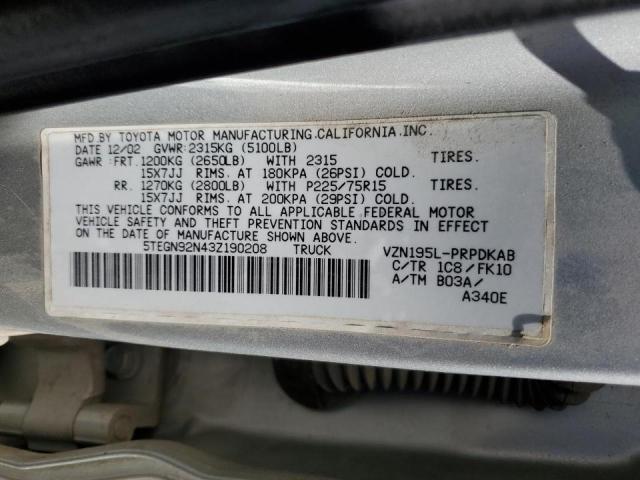 MFD.BY TOYOTA MOTOR MANUFACTURING.CALIFORNIA.INC.
DATE 12/02 GVWR:2315KG (5100LB)
GAWR: FRT.1200KG (2650LB) WITH 2315 TIRES.
15X7JJ RIMS. AT 180KPA (26PSI) COLD.
RR. 1270KG (2800LB) WITH P225/75R15 TIRES.
15X7JJ RIMS. AT 200KPA (29PSI) COLD.
THIS VEHICLE CONFORMS TO ALL APPLICABLE FEDERAL MOTOR
VEHICLE SAFETY AND THEFT PREVENTION STANDARDS IN EFFECT
ON THE DATE OF MANUFACTURE SHOWN ABOVE.
5TEGN92N43Z190208 TRUCK VZN195L-PRPDKAB
C/TR 1C8/FK10
A/TM B03A/
A340E